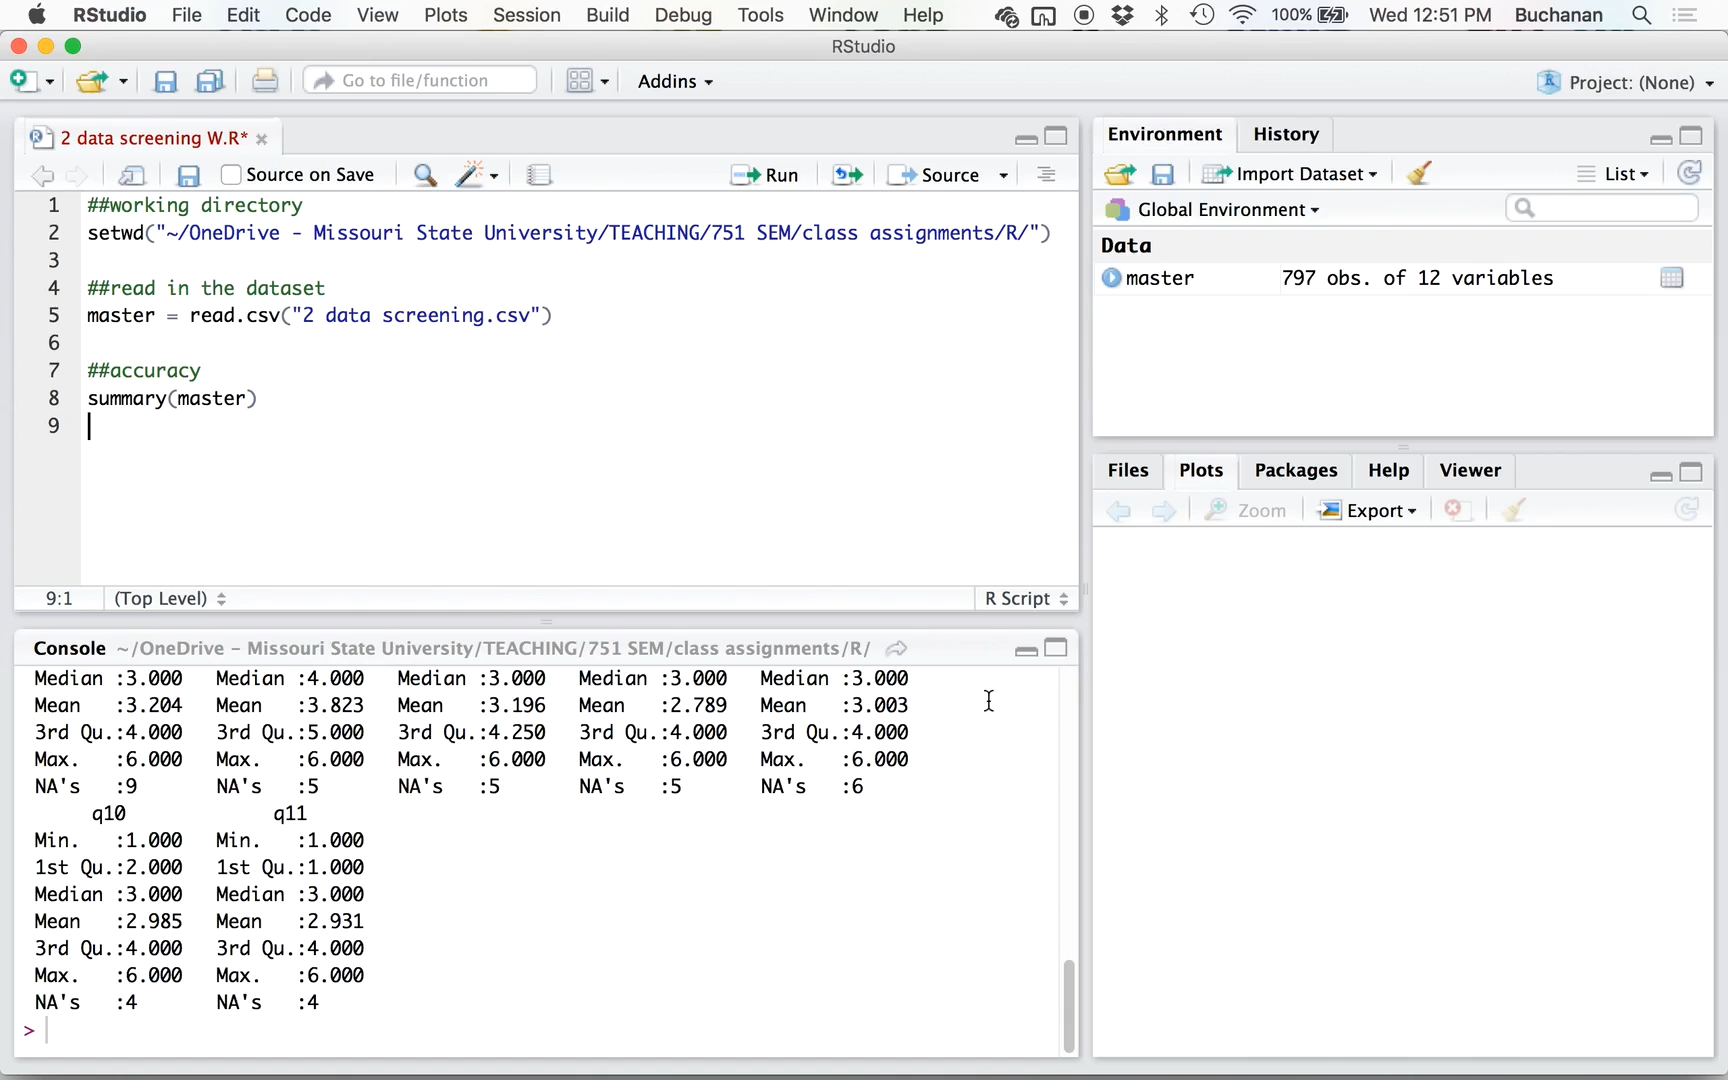 RStudio File Edit Code View Plots Session Build Debug Tools Window Help 100% Wed 12:51 PM Buchanan
RStudio
Go to file/function Addins Project: (None)
2 data screening W.R*
Source on Save Run Source
1 ##working directory
2 setwd("~/OneDrive - Missouri State University/TEACHING/751 SEM/class assignments/R/")
3
4 ##read in the dataset
5 master = read.csv("2 data screening.csv")
6
7 ##accuracy
8 summary(master)
9
9:1 (Top Level) R Script
Console ~/OneDrive - Missouri State University/TEACHING/751 SEM/class assignments/R/
Median :3.000 Median :4.000 Median :3.000 Median :3.000 Median :3.000
Mean :3.204 Mean :3.823 Mean :3.196 Mean :2.789 Mean :3.003
3rd Qu.:4.000 3rd Qu.:5.000 3rd Qu.:4.250 3rd Qu.:4.000 3rd Qu.:4.000
Max. :6.000 Max. :6.000 Max. :6.000 Max. :6.000 Max. :6.000
NA's :9 NA's :5 NA's :5 NA's :5 NA's :6
q10 q11
Min. :1.000 Min. :1.000
1st Qu.:2.000 1st Qu.:1.000
Median :3.000 Median :3.000
Mean :2.985 Mean :2.931
3rd Qu.:4.000 3rd Qu.:4.000
Max. :6.000 Max. :6.000
NA's :4 NA's :4
>
Environment History
Import Dataset List
Global Environment
Data
master 797 obs. of 12 variables
Files Plots Packages Help Viewer
Zoom Export